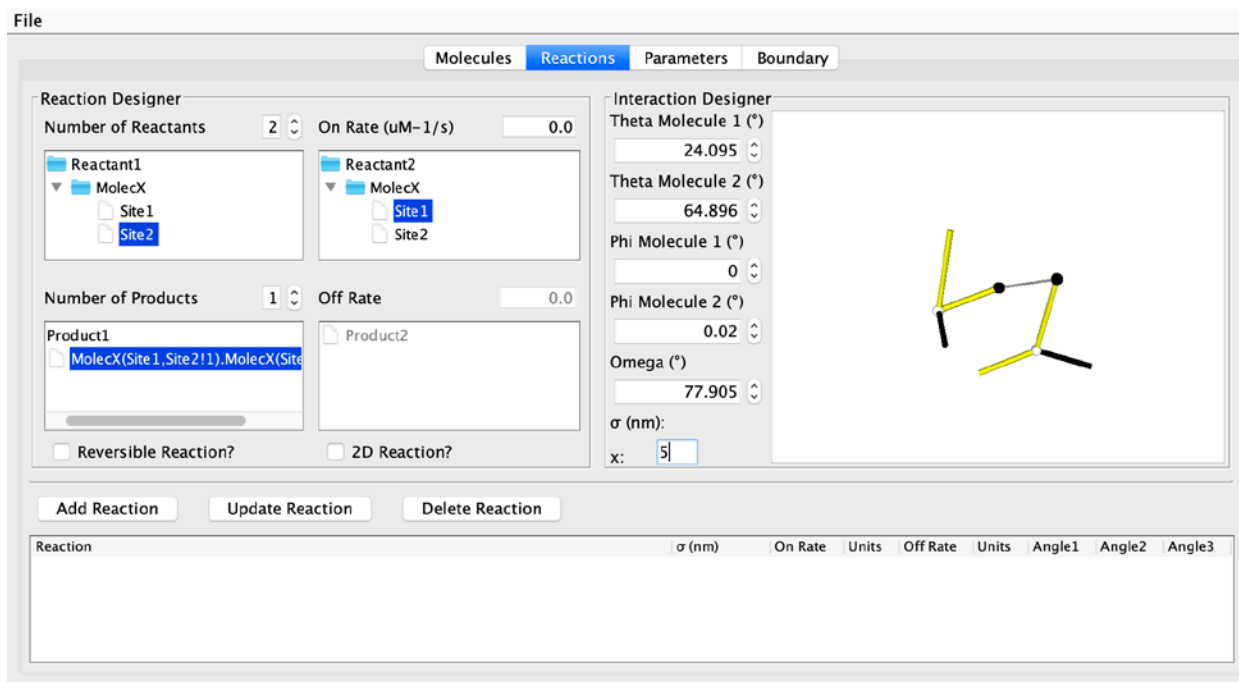 File
Molecules Reactions Parameters Boundary
Reaction Designer
Number of Reactants 2 On Rate (uM-1/s) 0.0
Reactant1
MolecX
Site1
Site2
Reactant2
MolecX
Site1
Site2
Number of Products 1 Off Rate 0.0
Product1
MolecX(Site1,Site2!1).MolecX(Site
Product2
Reversible Reaction? 2D Reaction?
Interaction Designer
Theta Molecule 1 (°)
24.095
Theta Molecule 2 (°)
64.896
Phi Molecule 1 (°)
0
Phi Molecule 2 (°)
0.02
Omega (°)
77.905
σ (nm):
x: 5
Add Reaction Update Reaction Delete Reaction
Reaction σ (nm) On Rate Units Off Rate Units Angle1 Angle2 Angle3